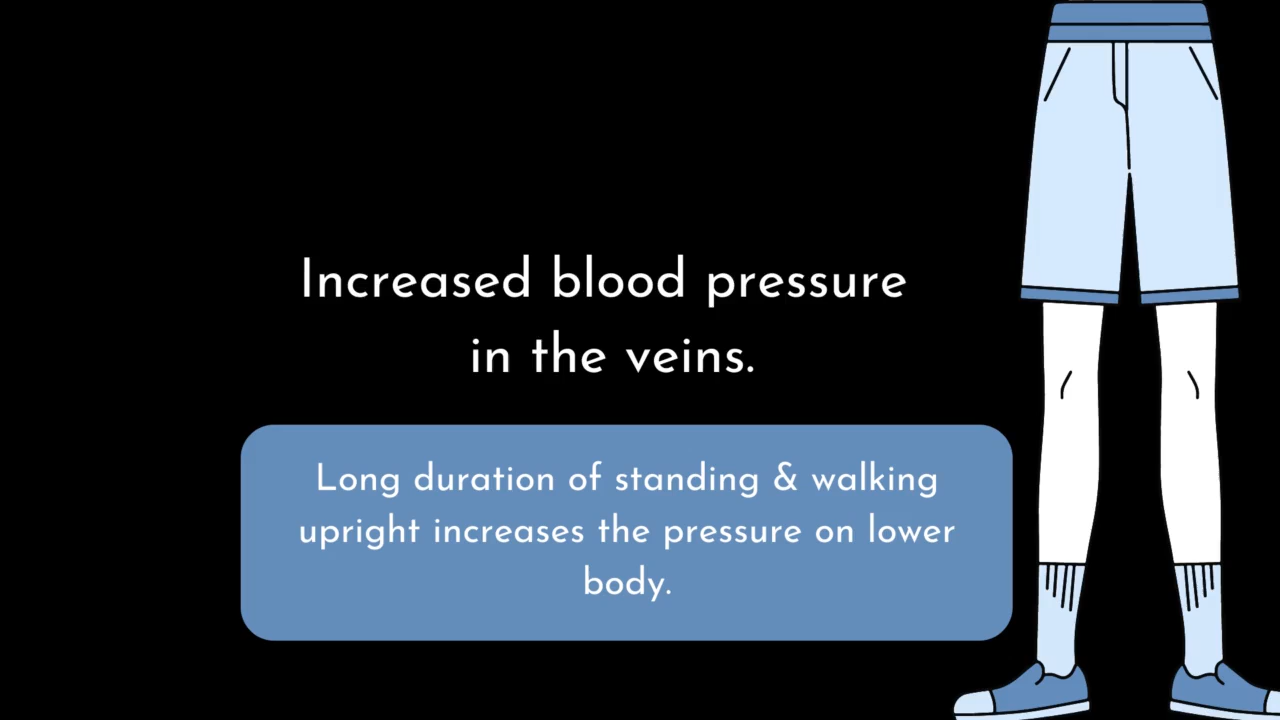 Increased blood pressure
in the veins.
Long duration of standing & walking
upright increases the pressure on lower
body.